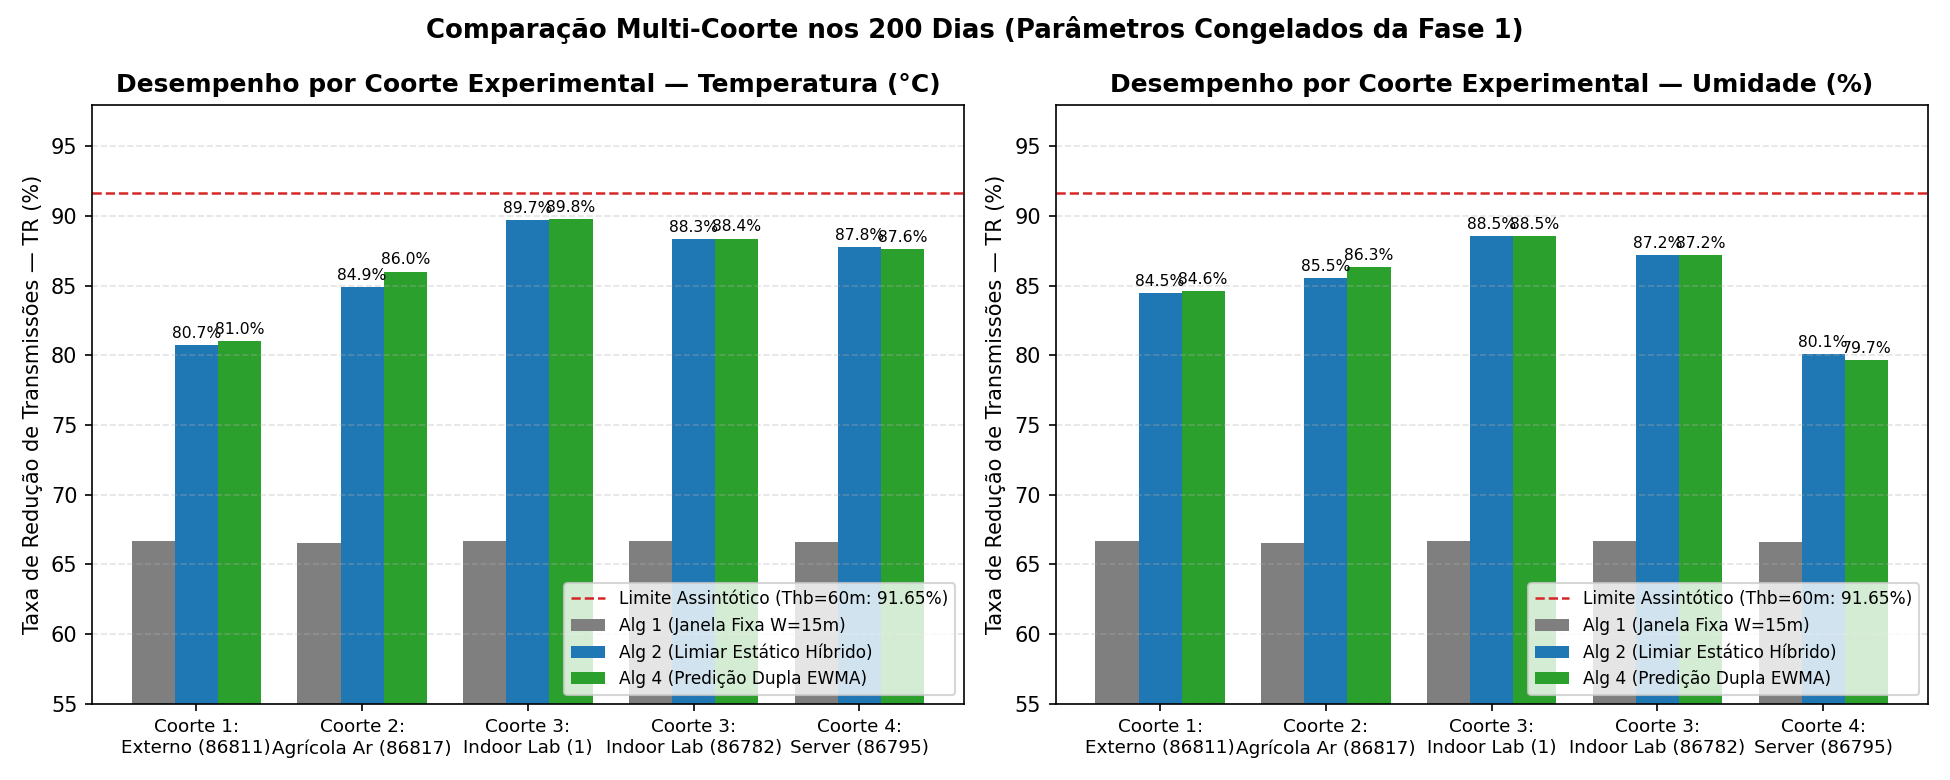 Comparação Multi-Coorte nos 200 Dias (Parâmetros Congelados da Fase 1)
Desempenho por Coorte Experimental — Temperatura (°C)
Taxa de Redução de Transmissões — TR (%)
95
90
85
80
75
70
65
60
55
80.7%
81.0%
84.9%
86.0%
89.7%
89.8%
88.3%
88.4%
87.8%
87.6%
Limite Assintótico (Thb=60m: 91.65%)
Alg 1 (Janela Fixa W=15m)
Alg 2 (Limiar Estático Híbrido)
Alg 4 (Predição Dupla EWMA)
Coorte 1:
Externo (86811)
Coorte 2:
Agrícola Ar (86817)
Coorte 3:
Indoor Lab (1)
Coorte 3:
Indoor Lab (86782)
Coorte 4:
Server (86795)
Desempenho por Coorte Experimental — Umidade (%)
Taxa de Redução de Transmissões — TR (%)
95
90
85
80
75
70
65
60
55
84.5%
84.6%
85.5%
86.3%
88.5%
88.5%
87.2%
87.2%
80.1%
79.7%
Limite Assintótico (Thb=60m: 91.65%)
Alg 1 (Janela Fixa W=15m)
Alg 2 (Limiar Estático Híbrido)
Alg 4 (Predição Dupla EWMA)
Coorte 1:
Externo (86811)
Coorte 2:
Agrícola Ar (86817)
Coorte 3:
Indoor Lab (1)
Coorte 3:
Indoor Lab (86782)
Coorte 4:
Server (86795)